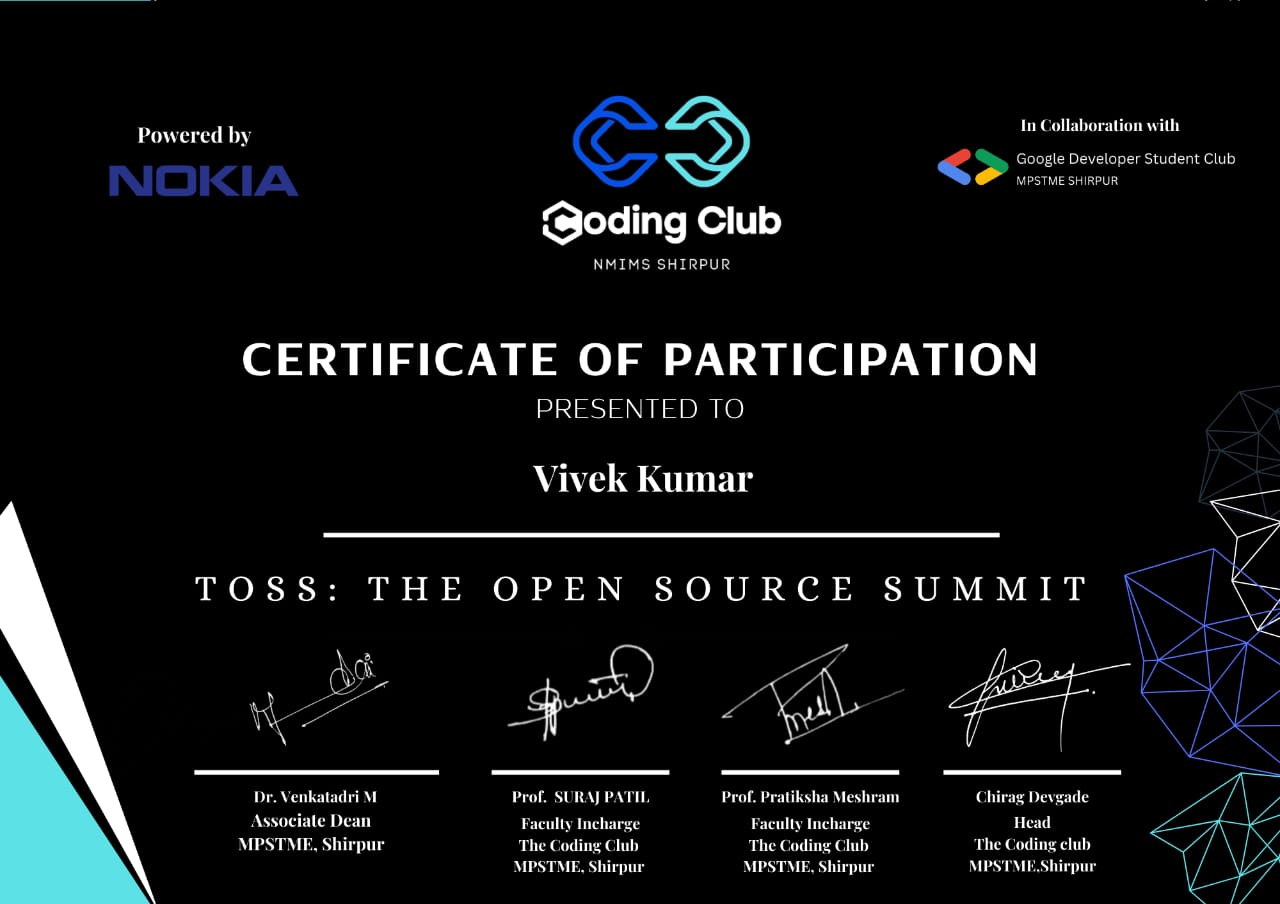 Powered by
NOKIA
Coding Club
NMIMS SHIRPUR
In Collaboration with
Google Developer Student Club
MPSTME SHIRPUR
CERTIFICATE OF PARTICIPATION
PRESENTED TO
Vivek Kumar
TOSS: THE OPEN SOURCE SUMMIT
Dr. Venkatadri M
Associate Dean
MPSTME, Shirpur
Prof. SURAJ PATIL
Faculty Incharge
The Coding Club
MPSTME, Shirpur
Prof. Pratiksha Meshram
Faculty Incharge
The Coding Club
MPSTME, Shirpur
Chirag Devgade
Head
The Coding club
MPSTME,Shirpur